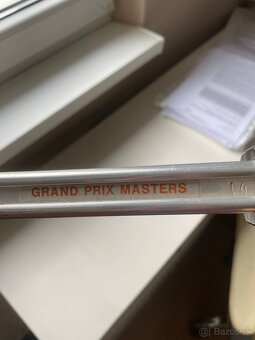 GRAND PRIX MASTERS 14
© Bazos.sk